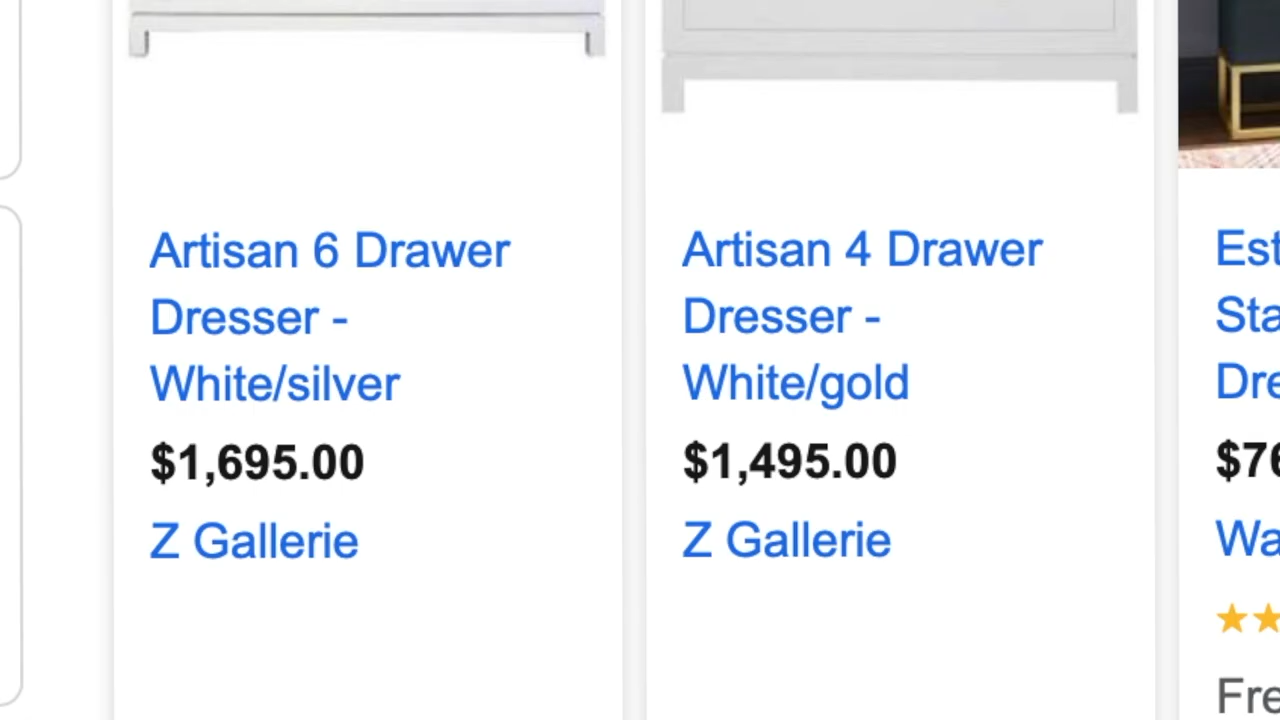 Artisan 6 Drawer
Dresser -
White/silver
$1,695.00
Z Gallerie
Artisan 4 Drawer
Dresser -
White/gold
$1,495.00
Z Gallerie